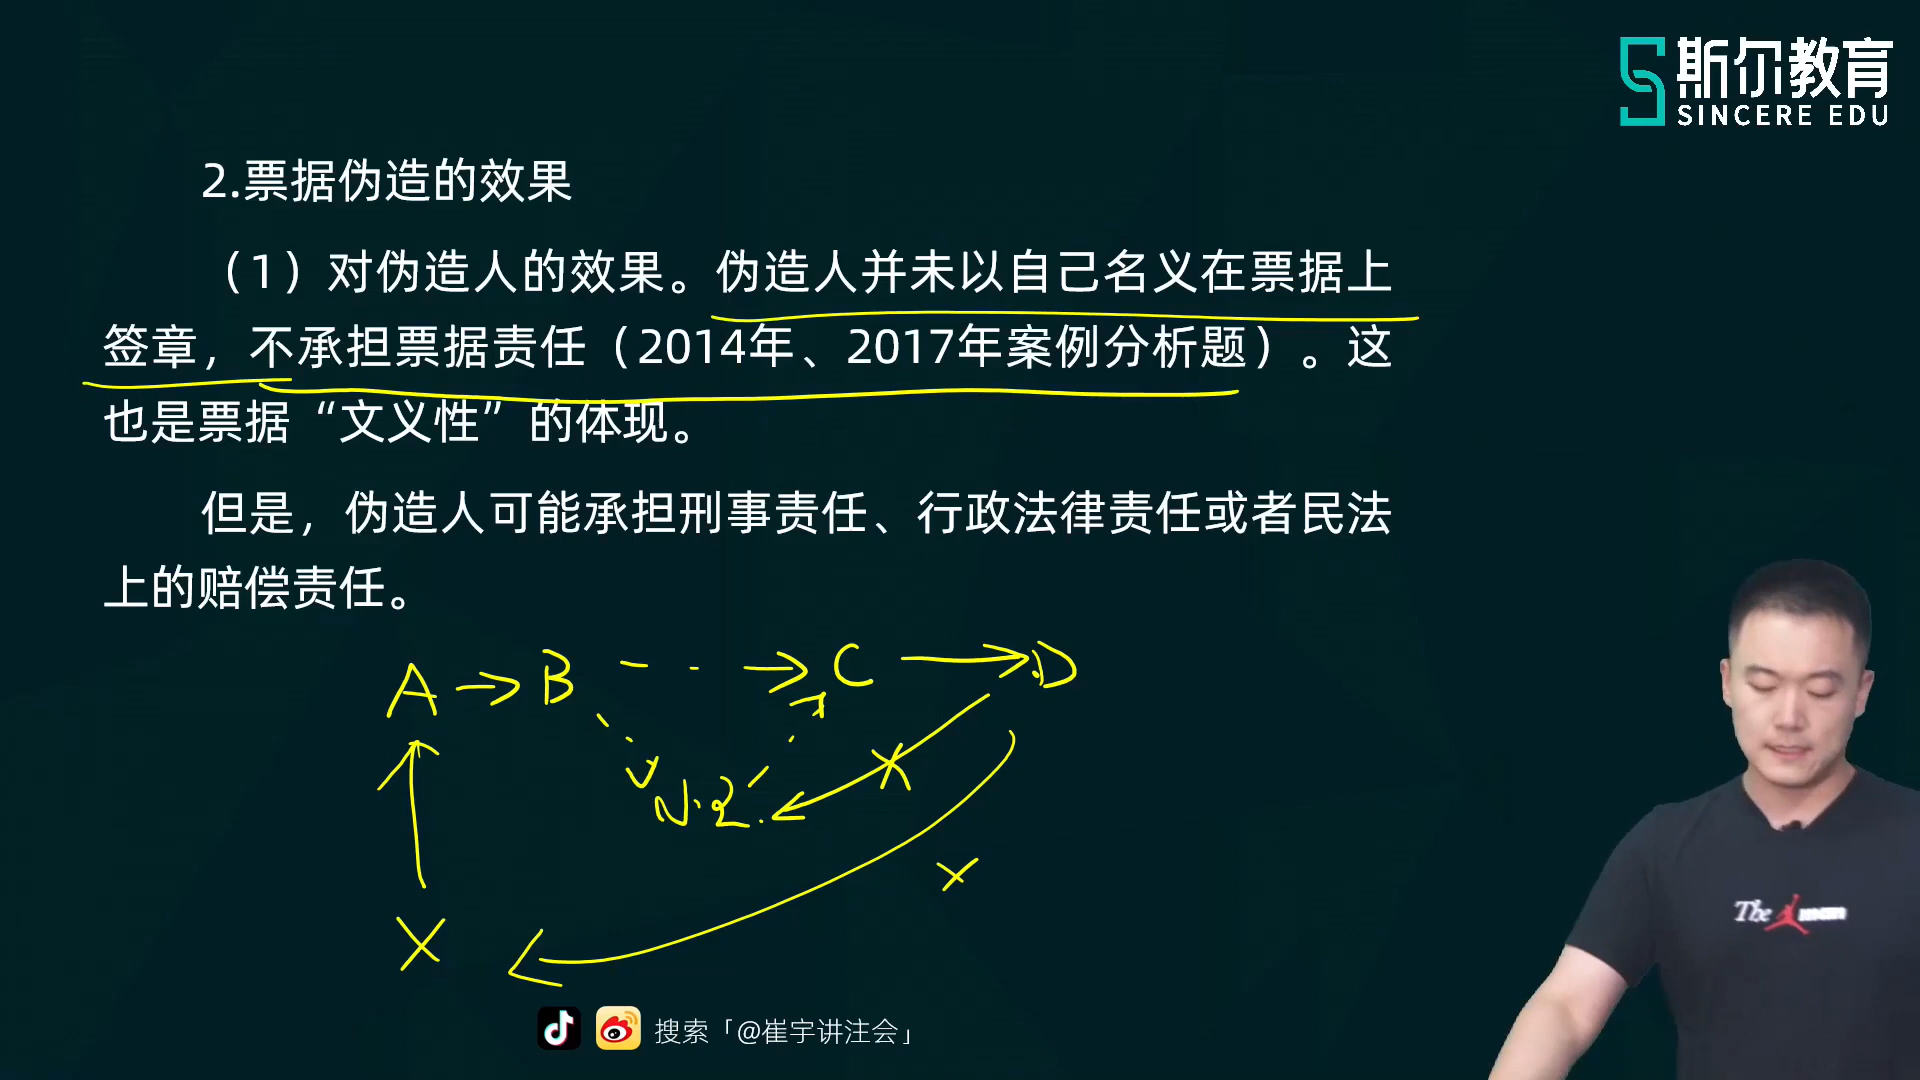 斯尔教育
SINCERE EDU
2.票据伪造的效果
（1）对伪造人的效果。伪造人并未以自己名义在票据上
签章，不承担票据责任（2014年、2017年案例分析题）。这
也是票据“文义性”的体现。
但是，伪造人可能承担刑事责任、行政法律责任或者民法
上的赔偿责任。
A → B → C → D
X
The man
搜索「@崔宇讲注会」